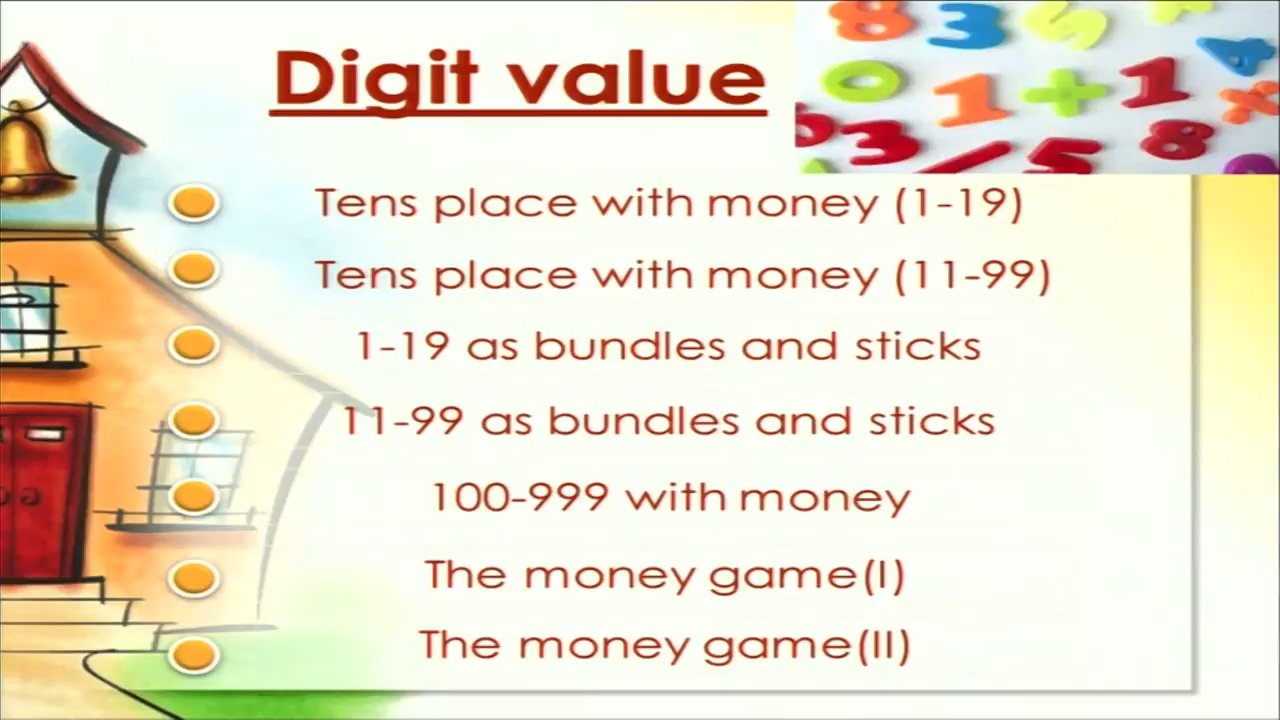 Digit value
Tens place with money (1-19)
Tens place with money (11-99)
1-19 as bundles and sticks
11-99 as bundles and sticks
100-999 with money
The money game(I)
The money game(II)